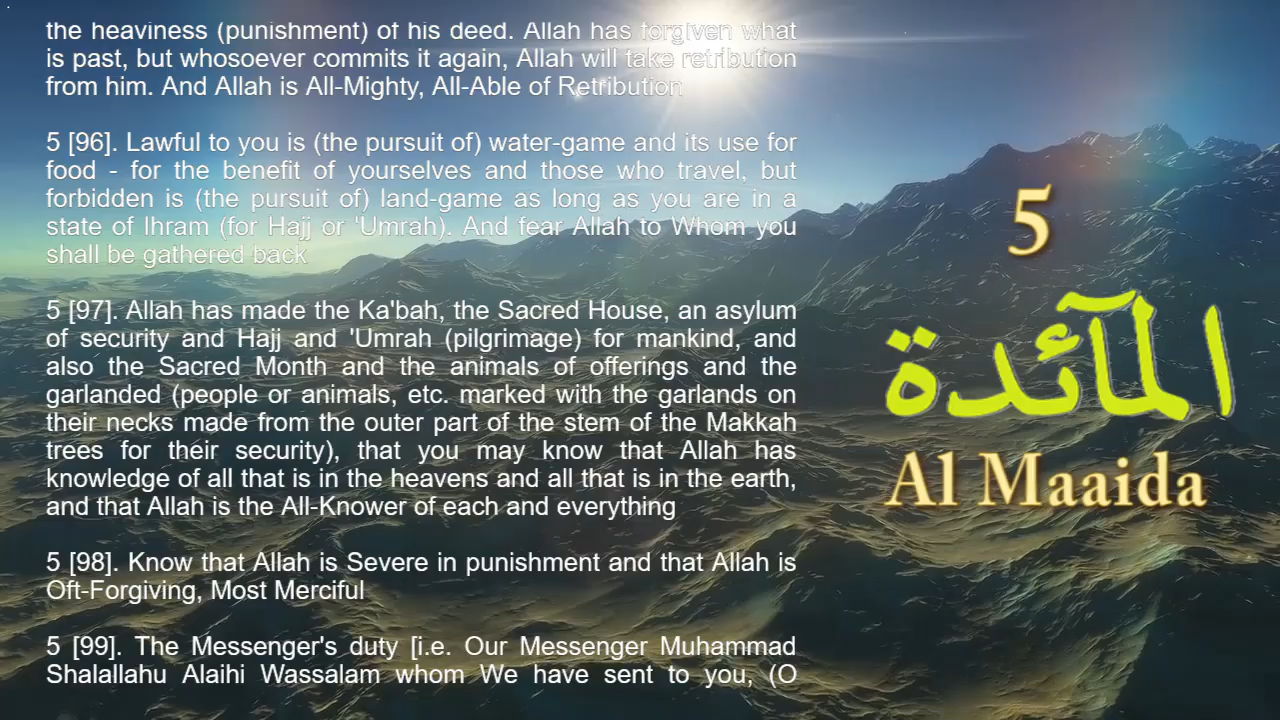 the heaviness (punishment) of his deed. Allah has forgiven what
is past, but whosoever commits it again, Allah will take retribution
from him. And Allah is All-Mighty, All-Able of Retribution
5 [96]. Lawful to you is (the pursuit of) water-game and its use for
food - for the benefit of yourselves and those who travel, but
forbidden is (the pursuit of) land-game as long as you are in a
state of Ihram (for Hajj or 'Umrah). And fear Allah to Whom you
shall be gathered back
5 [97]. Allah has made the Ka'bah, the Sacred House, an asylum
of security and Hajj and 'Umrah (pilgrimage) for mankind, and
also the Sacred Month and the animals of offerings and the
garlanded (people or animals, etc. marked with the garlands on
their necks made from the outer part of the stem of the Makkah
trees for their security), that you may know that Allah has
knowledge of all that is in the heavens and all that is in the earth,
and that Allah is the All-Knower of each and everything
5 [98]. Know that Allah is Severe in punishment and that Allah is
Oft-Forgiving, Most Merciful
5 [99]. The Messenger's duty [i.e. Our Messenger Muhammad
Shalallahu Alaihi Wassalam whom We have sent to you, (O
5
المآئدة
Al Maaida